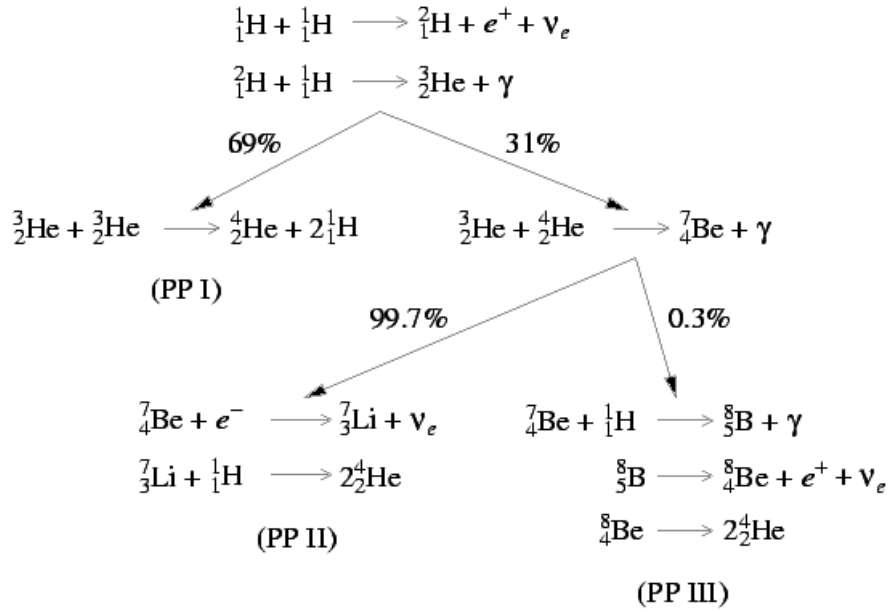 ¹₁H + ¹₁H ⟶ ²₁H + e⁺ + νₑ
²₁H + ¹₁H ⟶ ³₂He + γ
69% 31%
³₂He + ³₂He ⟶ ⁴₂He + 2¹₁H
³₂He + ⁴₂He ⟶ ⁷₄Be + γ
(PP I)
99.7% 0.3%
⁷₄Be + e⁻ ⟶ ⁷₃Li + νₑ
⁷₃Li + ¹₁H ⟶ 2⁴₂He
(PP II)
⁷₄Be + ¹₁H ⟶ ⁸₅B + γ
⁸₅B ⟶ ⁸₄Be + e⁺ + νₑ
⁸₄Be ⟶ 2⁴₂He
(PP III)